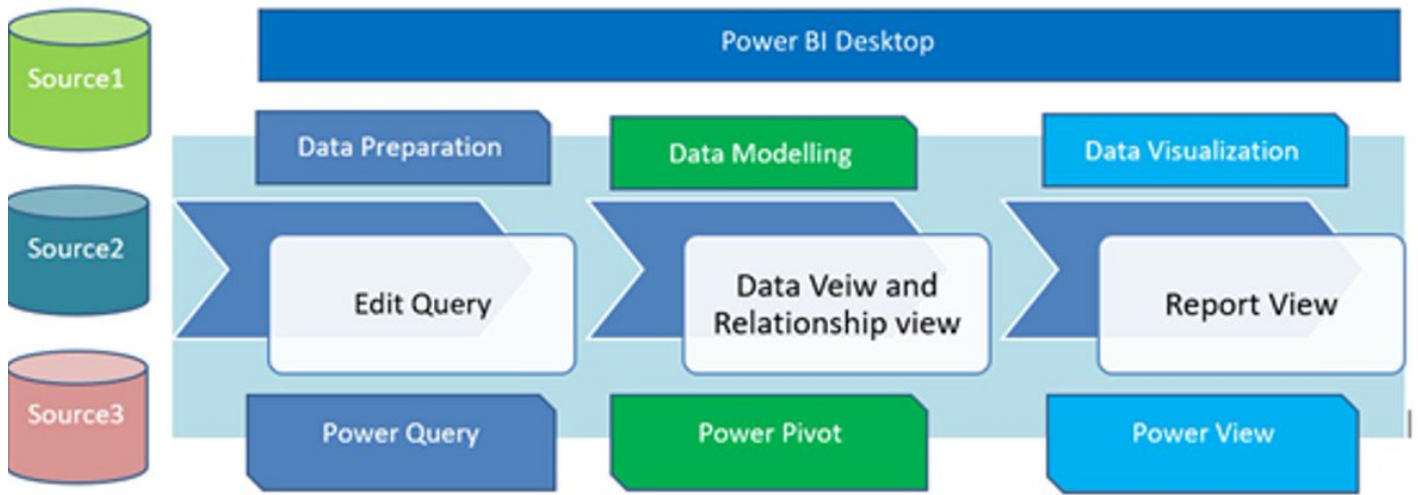 Power BI Desktop
Source1
Data Preparation
Data Modelling
Data Visualization
Source2
Edit Query
Data Veiw and
Relationship view
Report View
Source3
Power Query
Power Pivot
Power View